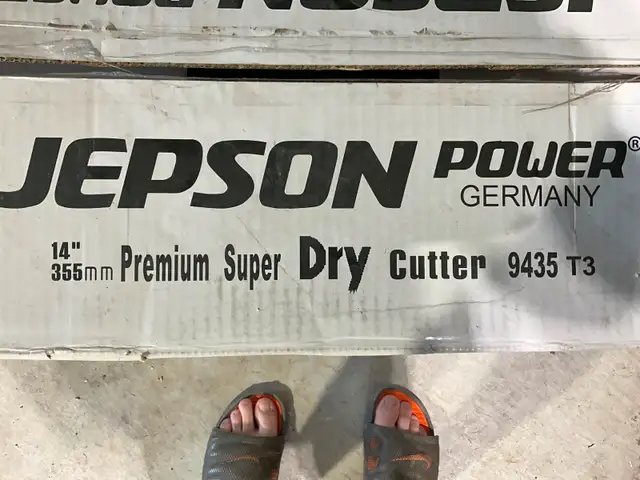 JEPSON POWER®
GERMANY
14"
355mm Premium Super Dry Cutter 9435 T3